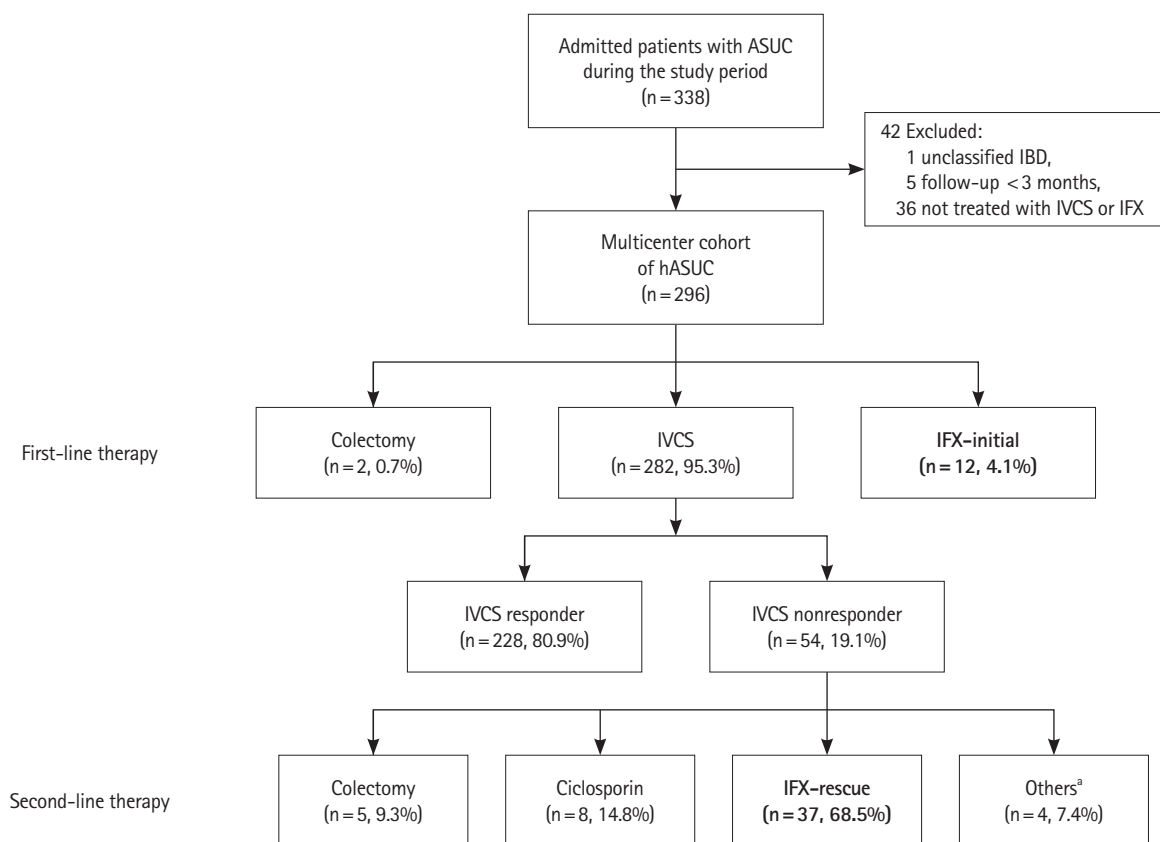 Admitted patients with ASUC
during the study period
(n=338)
42 Excluded:
1 unclassified IBD,
5 follow-up <3 months,
36 not treated with IVCS or IFX
Multicenter cohort
of hASUC
(n=296)
First-line therapy
Colectomy
(n=2, 0.7%)
IVCS
(n=282, 95.3%)
IFX-initial
(n=12, 4.1%)
IVCS responder
(n=228, 80.9%)
IVCS nonresponder
(n=54, 19.1%)
Second-line therapy
Colectomy
(n=5, 9.3%)
Ciclosporin
(n=8, 14.8%)
IFX-rescue
(n=37, 68.5%)
Othersª
(n=4, 7.4%)